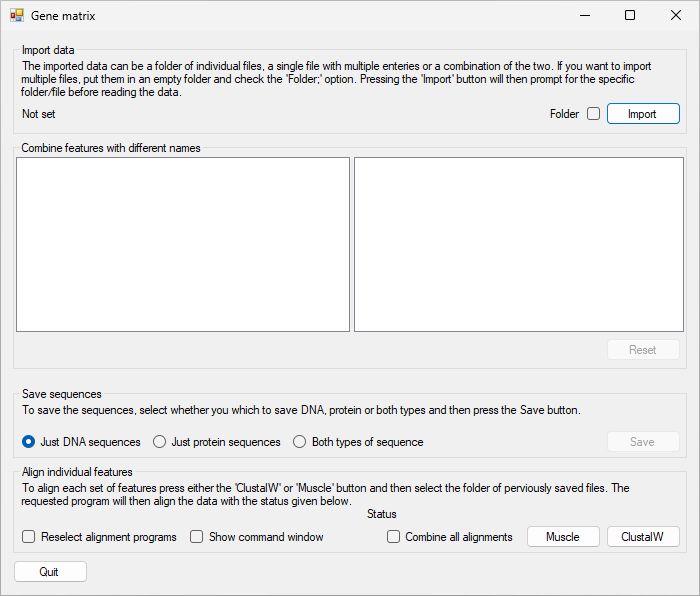 Gene matrix
Import data
The imported data can be a folder of individual files, a single file with multiple enteries or a combination of the two. If you want to import
multiple files, put them in an empty folder and check the 'Folder;' option. Pressing the 'Import' button will then prompt for the specific
folder/file before reading the data.
Not set Folder Import
Combine features with different names
Reset
Save sequences
To save the sequences, select whether you which to save DNA, protein or both types and then press the Save button.
Just DNA sequences Just protein sequences Both types of sequence Save
Align individual features
To align each set of features press either the 'ClustalW' or 'Muscle' button and then select the folder of perviously saved files. The
requested program will then align the data with the status given below.
Status
Reselect alignment programs Show command window Combine all alignments Muscle ClustalW
Quit